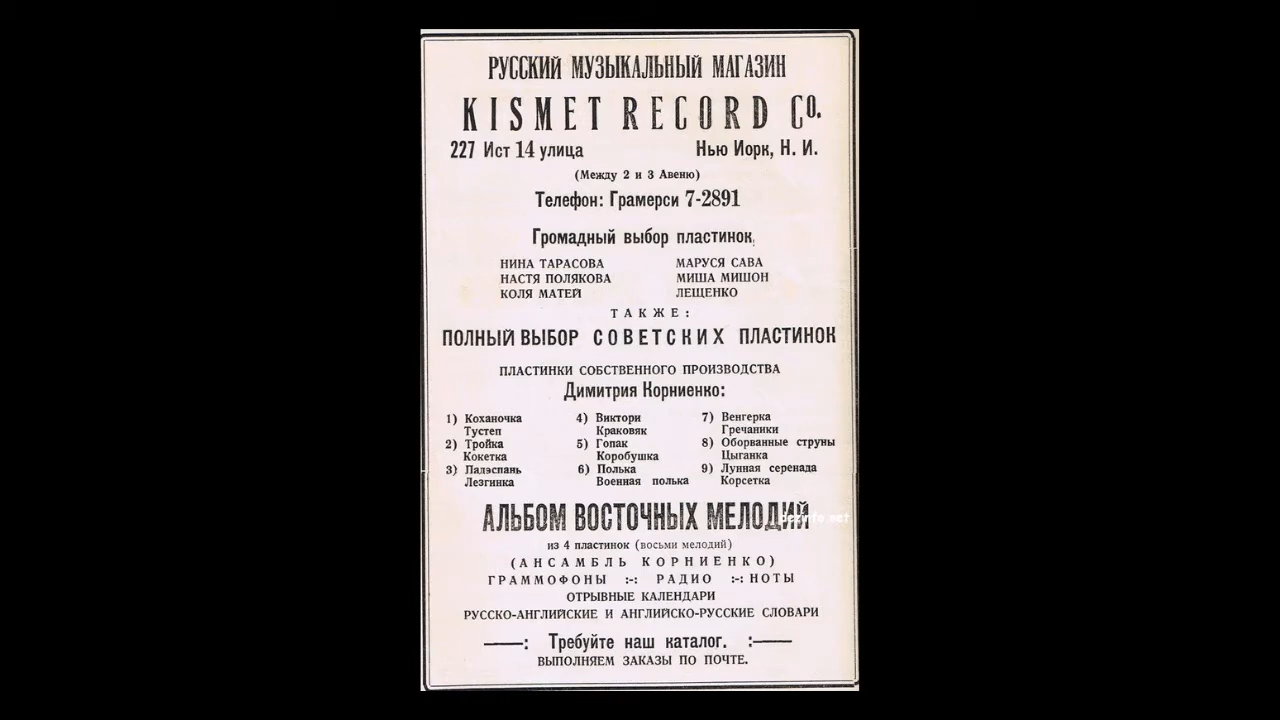 РУССКИЙ МУЗЫКАЛЬНЫЙ МАГАЗИН
KISMET RECORD Co.
227 Ист 14 улица Нью Иорк, Н. И.
(Между 2 и 3 Авеню)
Телефон: Грамерси 7-2891
Громадный выбор пластинок
НИНА ТАРАСОВА МАРУСЯ САВА
НАСТЯ ПОЛЯКОВА МИША МИШОН
КОЛЯ МАТЕЙ ЛЕЩЕНКО
ТАКЖЕ:
ПОЛНЫЙ ВЫБОР СОВЕТСКИХ ПЛАСТИНОК
ПЛАСТИНКИ СОБСТВЕННОГО ПРОИЗВОДСТВА
Димитрия Корниенко:
1) Коханочка 4) Виктори 7) Венгерка
Тустеп Краковяк Гречаники
2) Тройка 5) Гопак 8) Оборванные струны
Кокетка Коробушка Цыганка
3) Падэспань 6) Полька 9) Лунная серенада
Лезгинка Военная полька Корсетка
АЛЬБОМ ВОСТОЧНЫХ МЕЛОДИЙ
dezinfo.net
из 4 пластинок (восьми мелодий)
(АНСАМБЛЬ КОРНИЕНКО)
ГРАММОФОНЫ :-: РАДИО :-: НОТЫ
ОТРЫВНЫЕ КАЛЕНДАРИ
РУССКО-АНГЛИЙСКИЕ И АНГЛИЙСКО-РУССКИЕ СЛОВАРИ
——: Требуйте наш каталог. :——
ВЫПОЛНЯЕМ ЗАКАЗЫ ПО ПОЧТЕ.